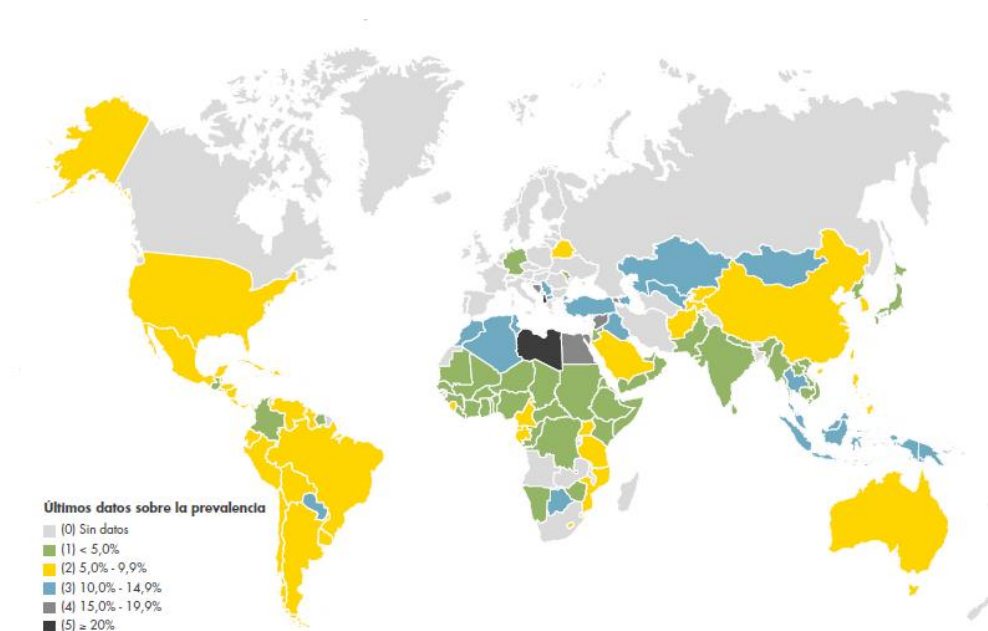 Últimos datos sobre la prevalencia
(0) Sin datos
(1) < 5,0%
(2) 5,0% - 9,9%
(3) 10,0% - 14,9%
(4) 15,0% - 19,9%
(5) ≥ 20%